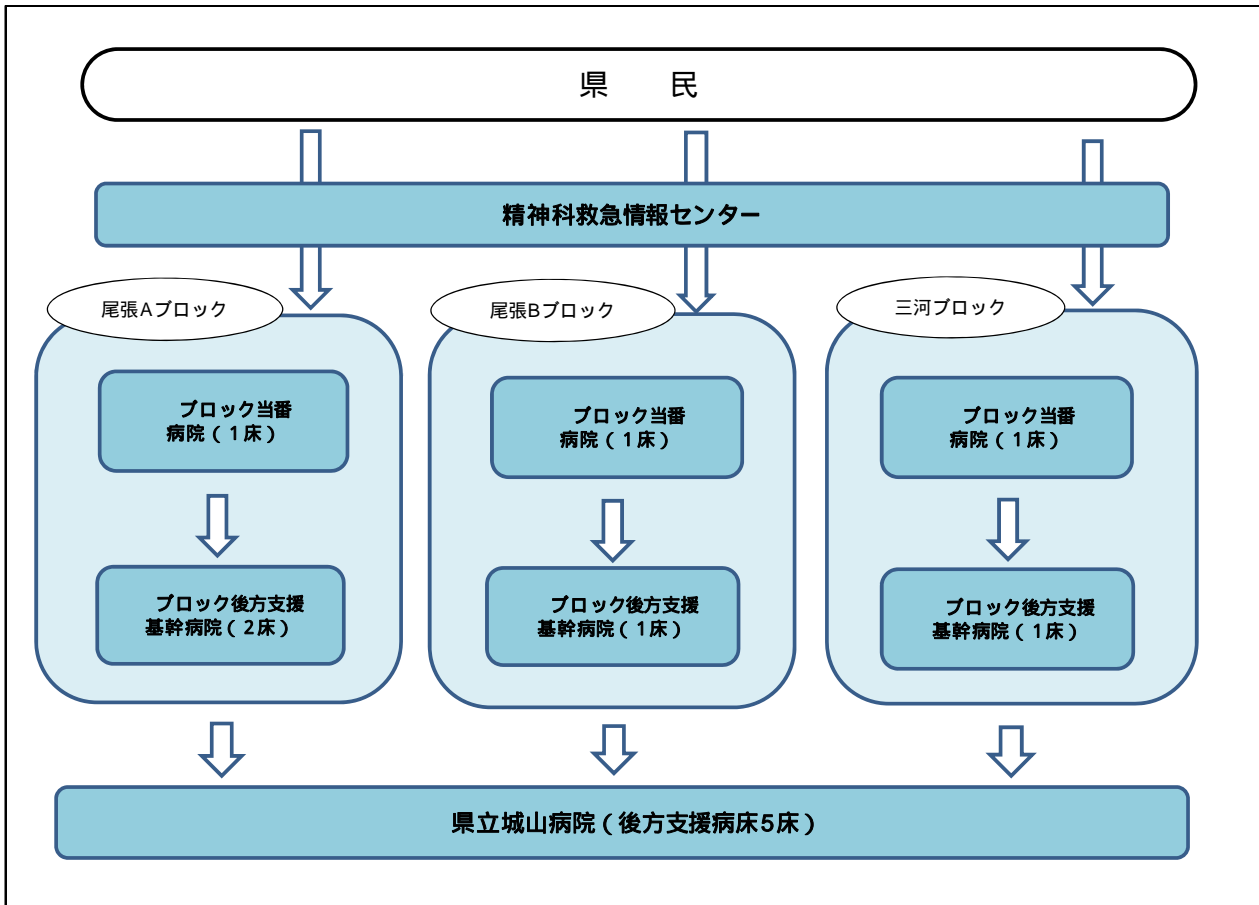 県　　民
精神科救急情報センター
尾張Aブロック
尾張Bブロック
三河ブロック
ブロック当番
病院(1床)
ブロック当番
病院(1床)
ブロック当番
病院(1床)
ブロック後方支援
基幹病院(2床)
ブロック後方支援
基幹病院(1床)
ブロック後方支援
基幹病院(1床)
県立城山病院(後方支援病床5床)